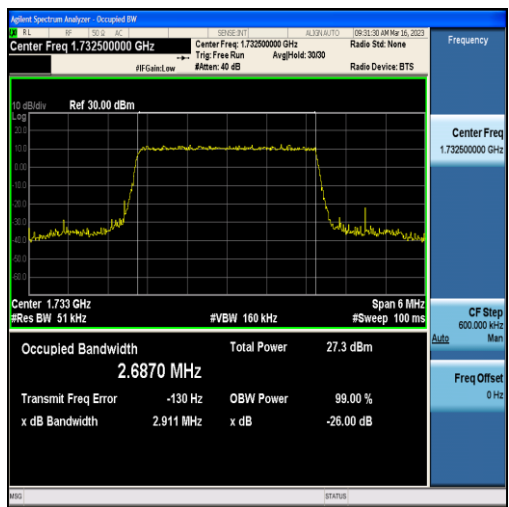 Agilent Spectrum Analyzer - Occupied BW
RL RF 50 Ω AC SENSE:INT ALIGN AUTO 09:31:30 AM Mar 16, 2023
Center Freq 1.732500000 GHz
Center Freq: 1.732500000 GHz
Radio Std: None
Trig: Free Run Avg|Hold: 30/30
#IFGain:Low #Atten: 40 dB Radio Device: BTS
Frequency
10 dB/div Ref 30.00 dBm
Log
20.0
10.0
0.00
-10.0
-20.0
-30.0
-40.0
-50.0
-60.0
Center Freq
1.732500000 GHz
Center 1.733 GHz Span 6 MHz
#Res BW 51 kHz #VBW 160 kHz #Sweep 100 ms
CF Step
600.000 kHz
Auto Man
Occupied Bandwidth Total Power 27.3 dBm
2.6870 MHz
Transmit Freq Error -130 Hz OBW Power 99.00 %
x dB Bandwidth 2.911 MHz x dB -26.00 dB
Freq Offset
0 Hz
MSG STATUS